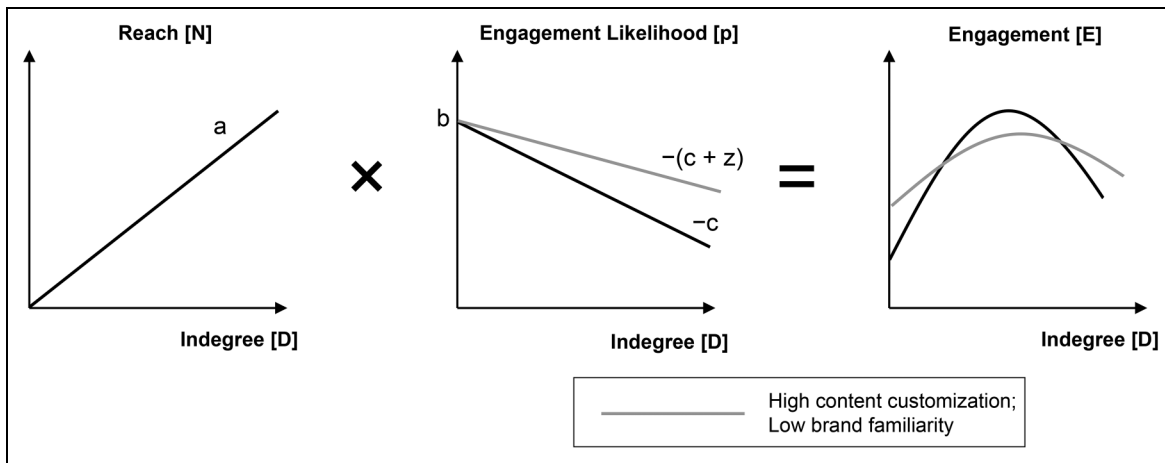 Reach [N]
Engagement Likelihood [p]
Engagement [E]
a
b
−(c + z)
−c
×
=
Indegree [D]
Indegree [D]
Indegree [D]
High content customization;
Low brand familiarity